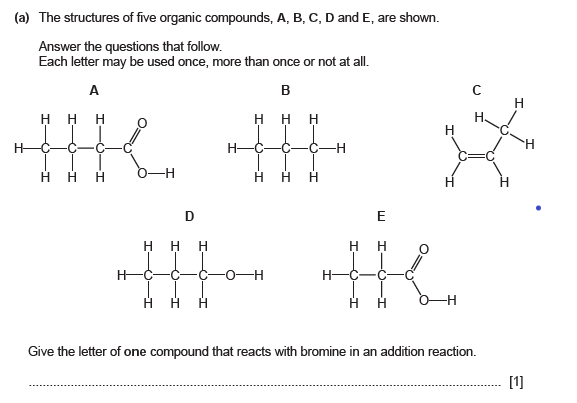 (a) The structures of five organic compounds, A, B, C, D and E, are shown.
Answer the questions that follow.
Each letter may be used once, more than once or not at all.
A
H H H O
H C C C C
H H H O H
B
H H H
H C C C H
H H H
C
H
H C
H H
C C
H H
D
H H H
H C C C O H
H H H
E
H H O
H C C C
H H O H
Give the letter of one compound that reacts with bromine in an addition reaction.
[1]